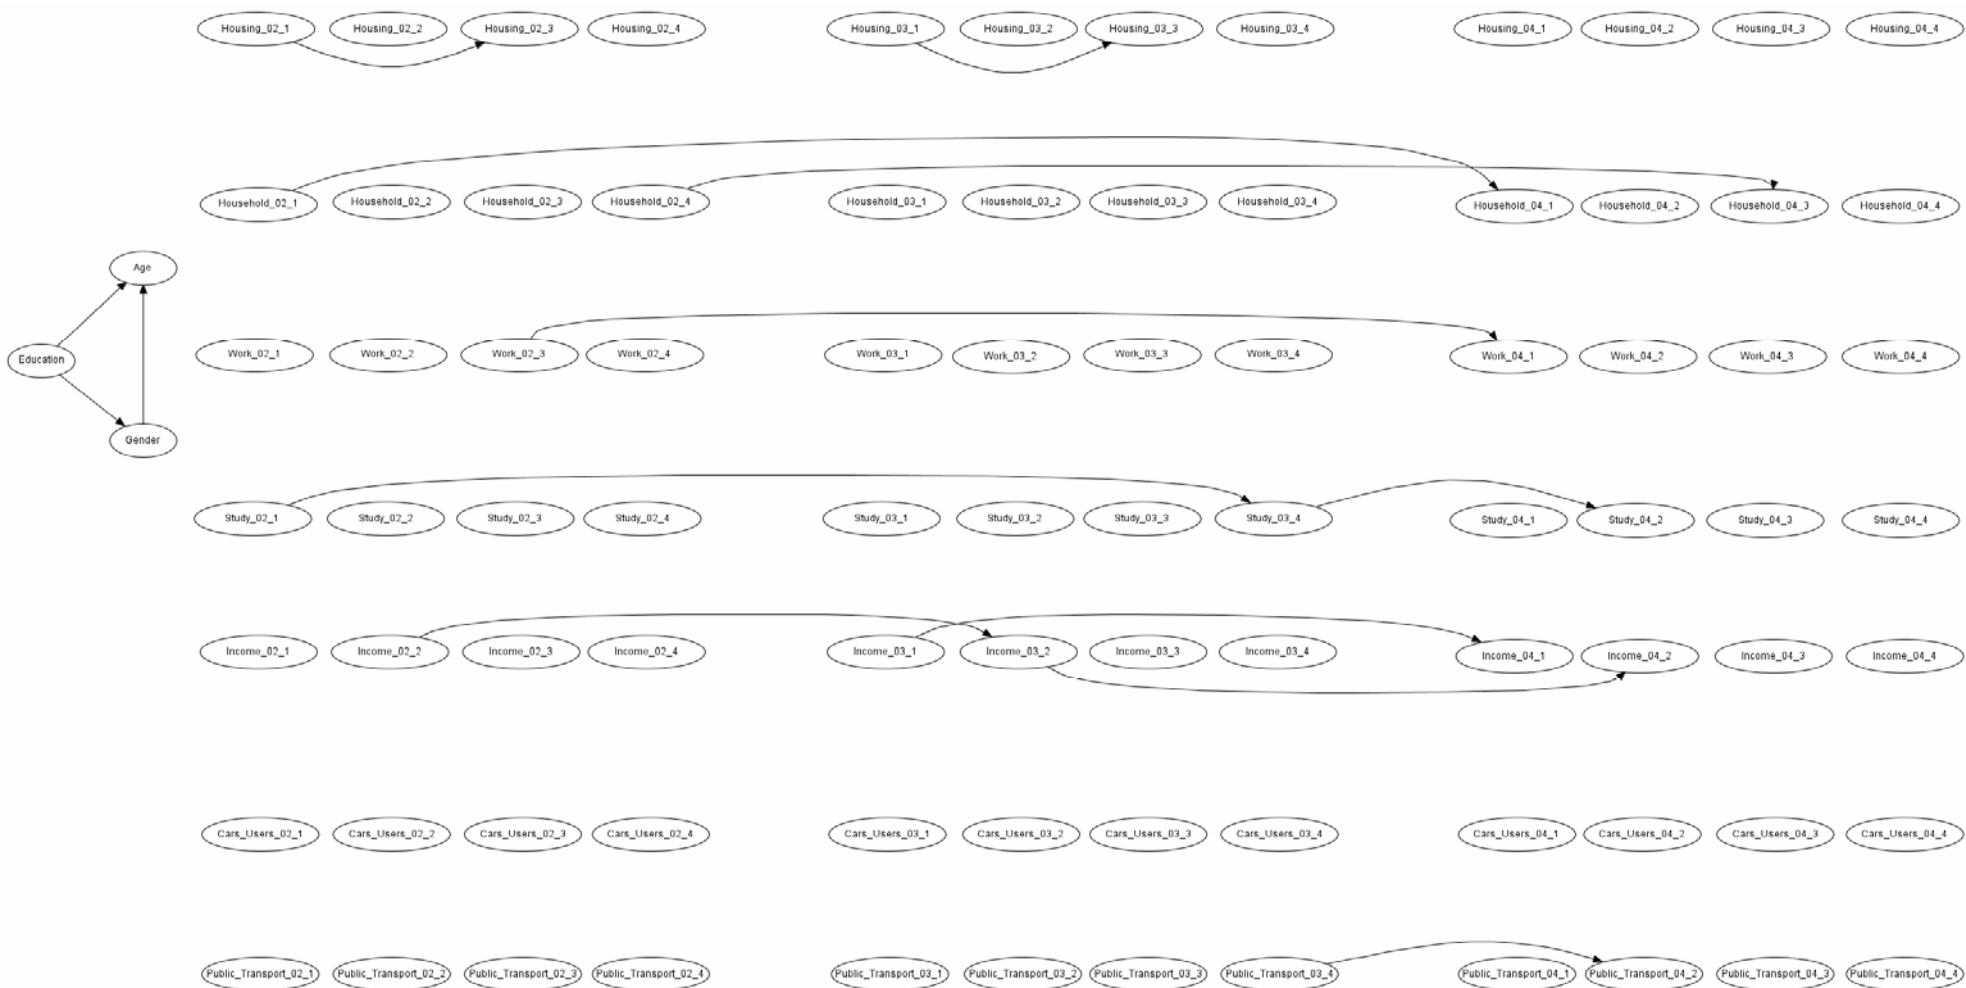 Housing_02_1 Housing_02_2 Housing_02_3 Housing_02_4 Housing_03_1 Housing_03_2 Housing_03_3 Housing_03_4 Housing_04_1 Housing_04_2 Housing_04_3 Housing_04_4
Household_02_1 Household_02_2 Household_02_3 Household_02_4 Household_03_1 Household_03_2 Household_03_3 Household_03_4 Household_04_1 Household_04_2 Household_04_3 Household_04_4
Age
Work_02_1 Work_02_2 Work_02_3 Work_02_4 Work_03_1 Work_03_2 Work_03_3 Work_03_4 Work_04_1 Work_04_2 Work_04_3 Work_04_4
Education
Gender
Study_02_1 Study_02_2 Study_02_3 Study_02_4 Study_03_1 Study_03_2 Study_03_3 Study_03_4 Study_04_1 Study_04_2 Study_04_3 Study_04_4
Income_02_1 Income_02_2 Income_02_3 Income_02_4 Income_03_1 Income_03_2 Income_03_3 Income_03_4 Income_04_1 Income_04_2 Income_04_3 Income_04_4
Cars_Users_02_1 Cars_Users_02_2 Cars_Users_02_3 Cars_Users_02_4 Cars_Users_03_1 Cars_Users_03_2 Cars_Users_03_3 Cars_Users_03_4 Cars_Users_04_1 Cars_Users_04_2 Cars_Users_04_3 Cars_Users_04_4
Public_Transport_02_1 Public_Transport_02_2 Public_Transport_02_3 Public_Transport_02_4 Public_Transport_03_1 Public_Transport_03_2 Public_Transport_03_3 Public_Transport_03_4 Public_Transport_04_1 Public_Transport_04_2 Public_Transport_04_3 Public_Transport_04_4